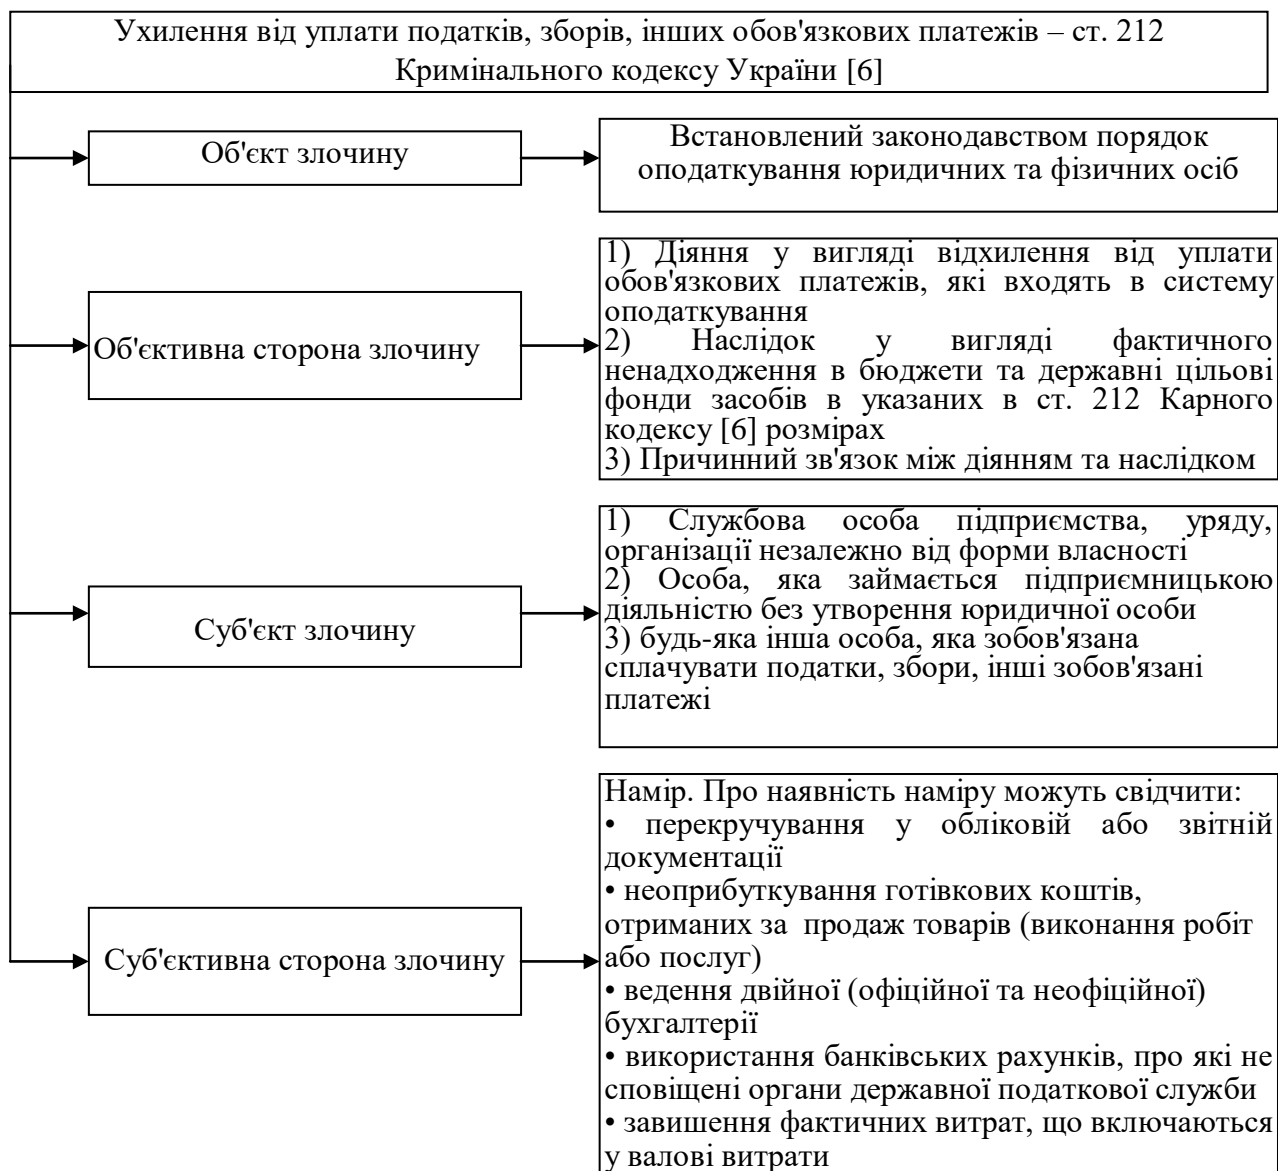 Ухилення від уплати податків, зборів, інших обов'язкових платежів – ст. 212
Кримінального кодексу України [6]
Об'єкт злочину
Встановлений законодавством порядок
оподаткування юридичних та фізичних осіб
Об'єктивна сторона злочину
1) Діяння у вигляді відхилення від уплати
обов'язкових платежів, які входять в систему
оподаткування
2) Наслідок у вигляді фактичного
ненадходження в бюджети та державні цільові
фонди засобів в указаних в ст. 212 Карного
кодексу [6] розмірах
3) Причинний зв'язок між діянням та наслідком
Суб'єкт злочину
1) Службова особа підприємства, уряду,
організації незалежно від форми власності
2) Особа, яка займається підприємницькою
діяльністю без утворення юридичної особи
3) будь-яка інша особа, яка зобов'язана
сплачувати податки, збори, інші зобов'язані
платежі
Суб'єктивна сторона злочину
Намір. Про наявність наміру можуть свідчити:
• перекручування у обліковій або звітній
документації
• неоприбуткування готівкових коштів,
отриманих за продаж товарів (виконання робіт
або послуг)
• ведення двійної (офіційної та неофіційної)
бухгалтерії
• використання банківських рахунків, про які не
сповіщені органи державної податкової служби
• завишення фактичних витрат, що включаються
у валові витрати